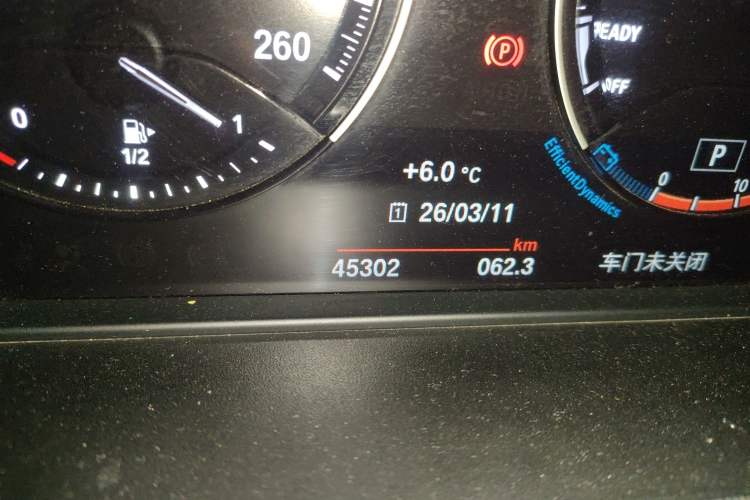 260
0
1
1/2
P
READY
OFF
+6.0 °C
26/03/11
km
45302
062.3
EfficientDynamics
0
10
P
车门未关闭